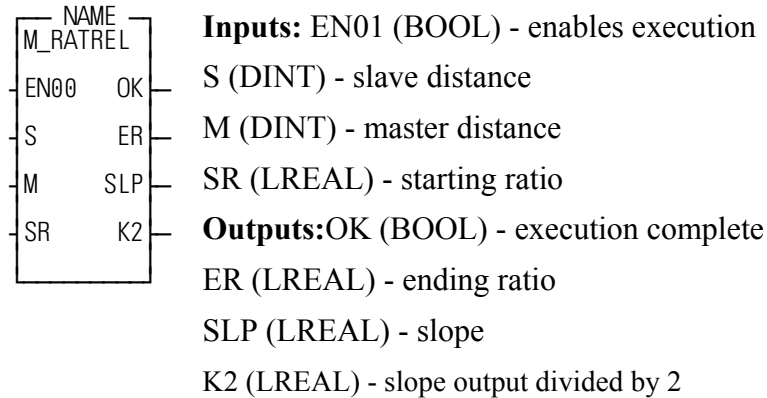 NAME
M_RATREL
EN00 OK
S ER
M SLP
SR K2
Inputs: EN01 (BOOL) - enables execution
S (DINT) - slave distance
M (DINT) - master distance
SR (LREAL) - starting ratio
Outputs:OK (BOOL) - execution complete
ER (LREAL) - ending ratio
SLP (LREAL) - slope
K2 (LREAL) - slope output divided by 2